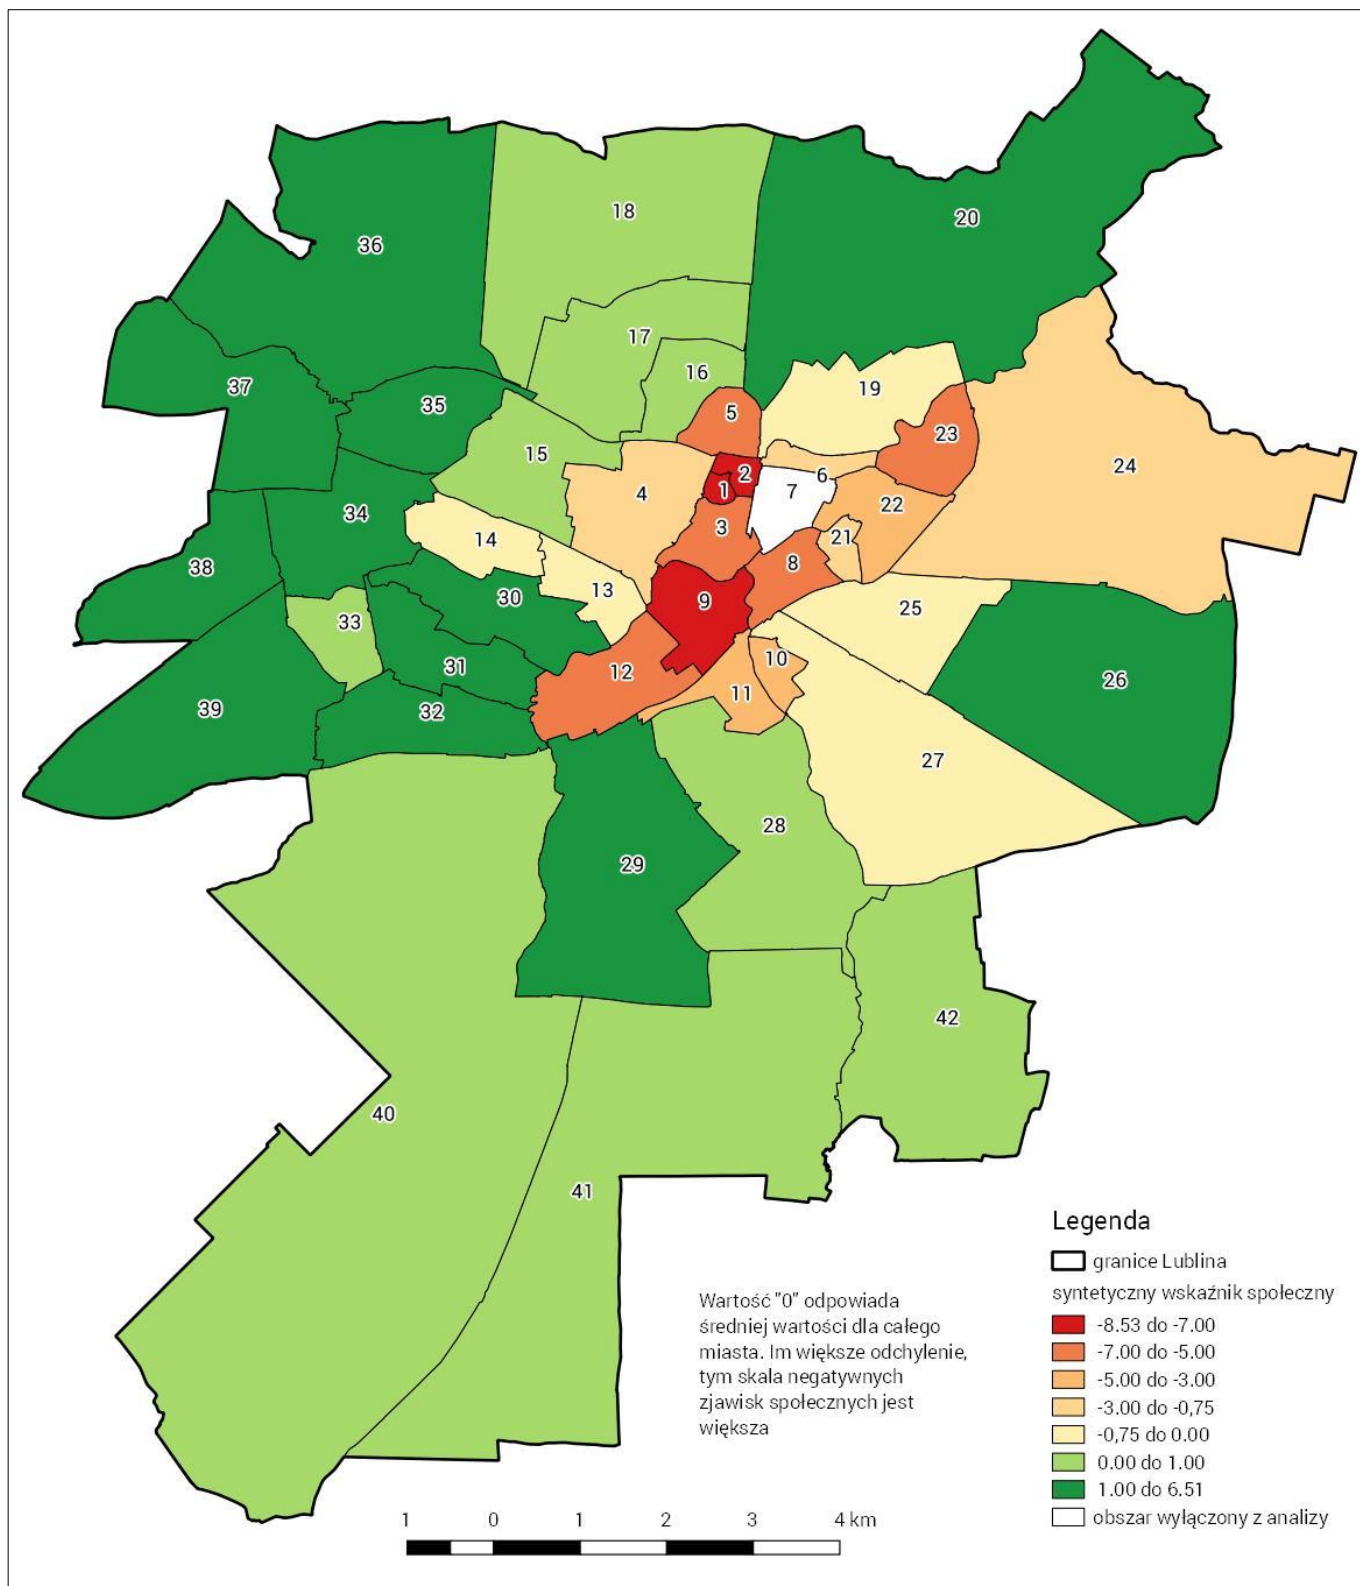 20
18
36
17
16
37
35
19
5
23
15
24
2
6
4
1
7
22
34
3
14
21
38
8
13
30
9
25
33
10
31
12
26
11
39
32
27
28
29
42
40
41
Legenda
granice Lublina
syntetyczny wskaźnik społeczny
-8.53 do -7.00
-7.00 do -5.00
-5.00 do -3.00
-3.00 do -0,75
-0,75 do 0.00
0.00 do 1.00
1.00 do 6.51
obszar wyłączony z analizy
Wartość "0" odpowiada
średniej wartości dla całego
miasta. Im większe odchylenie,
tym skala negatywnych
zjawisk społecznych jest
większa
1 0 1 2 3 4 km